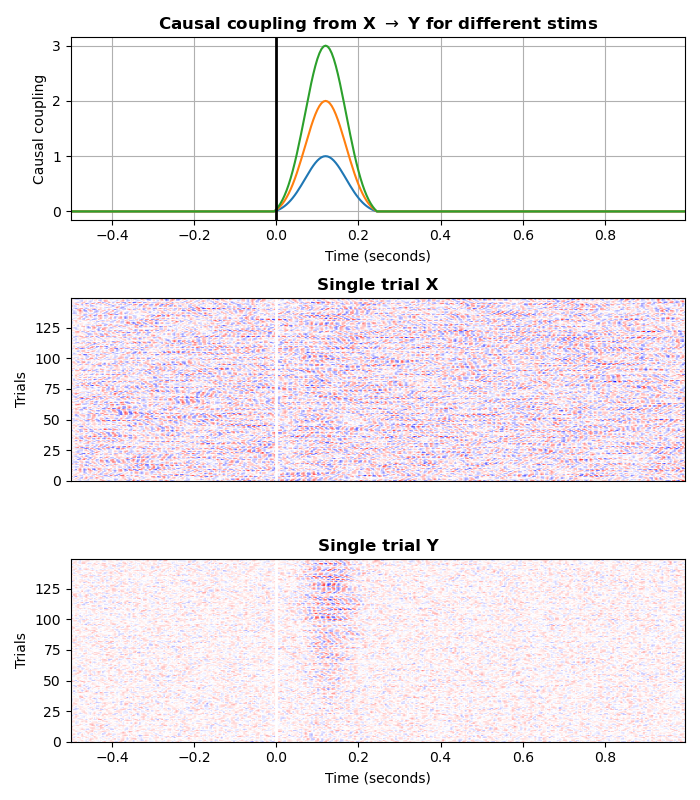 Causal coupling from X → Y for different stims
3
2
1
0
Causal coupling
−0.4 −0.2 0.0 0.2 0.4 0.6 0.8
Time (seconds)
Single trial X
125
100
75
50
25
0
Trials
Single trial Y
125
100
75
50
25
0
Trials
−0.4 −0.2 0.0 0.2 0.4 0.6 0.8
Time (seconds)